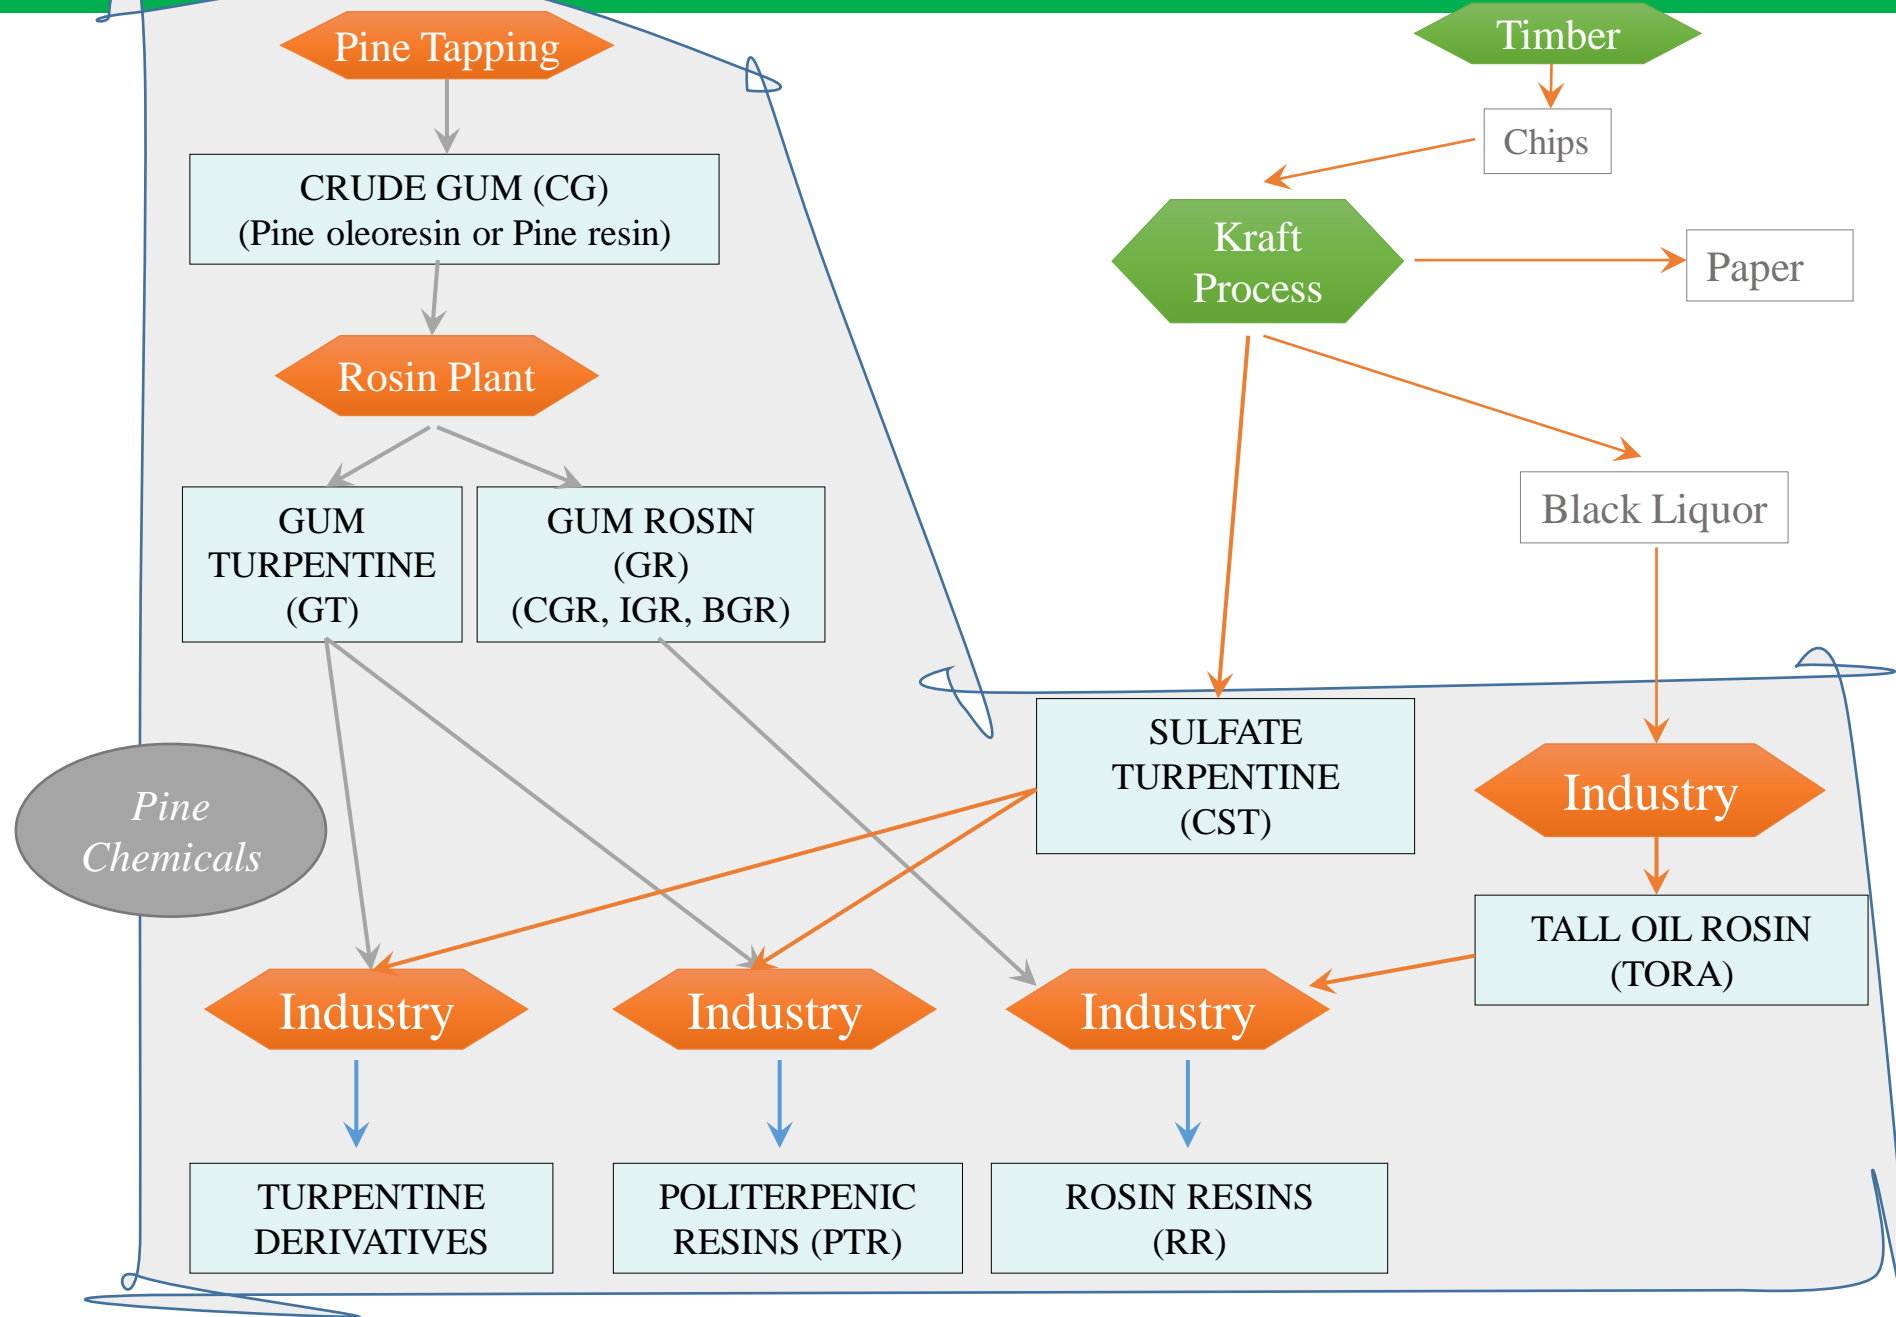 Pine Tapping
Timber
Chips
CRUDE GUM (CG)
(Pine oleoresin or Pine resin)
Kraft
Process
Paper
Rosin Plant
GUM
TURPENTINE
(GT)
GUM ROSIN
(GR)
(CGR, IGR, BGR)
Black Liquor
SULFATE
TURPENTINE
(CST)
Industry
Pine
Chemicals
TALL OIL ROSIN
(TORA)
Industry
Industry
Industry
TURPENTINE
DERIVATIVES
POLITERPENIC
RESINS (PTR)
ROSIN RESINS
(RR)